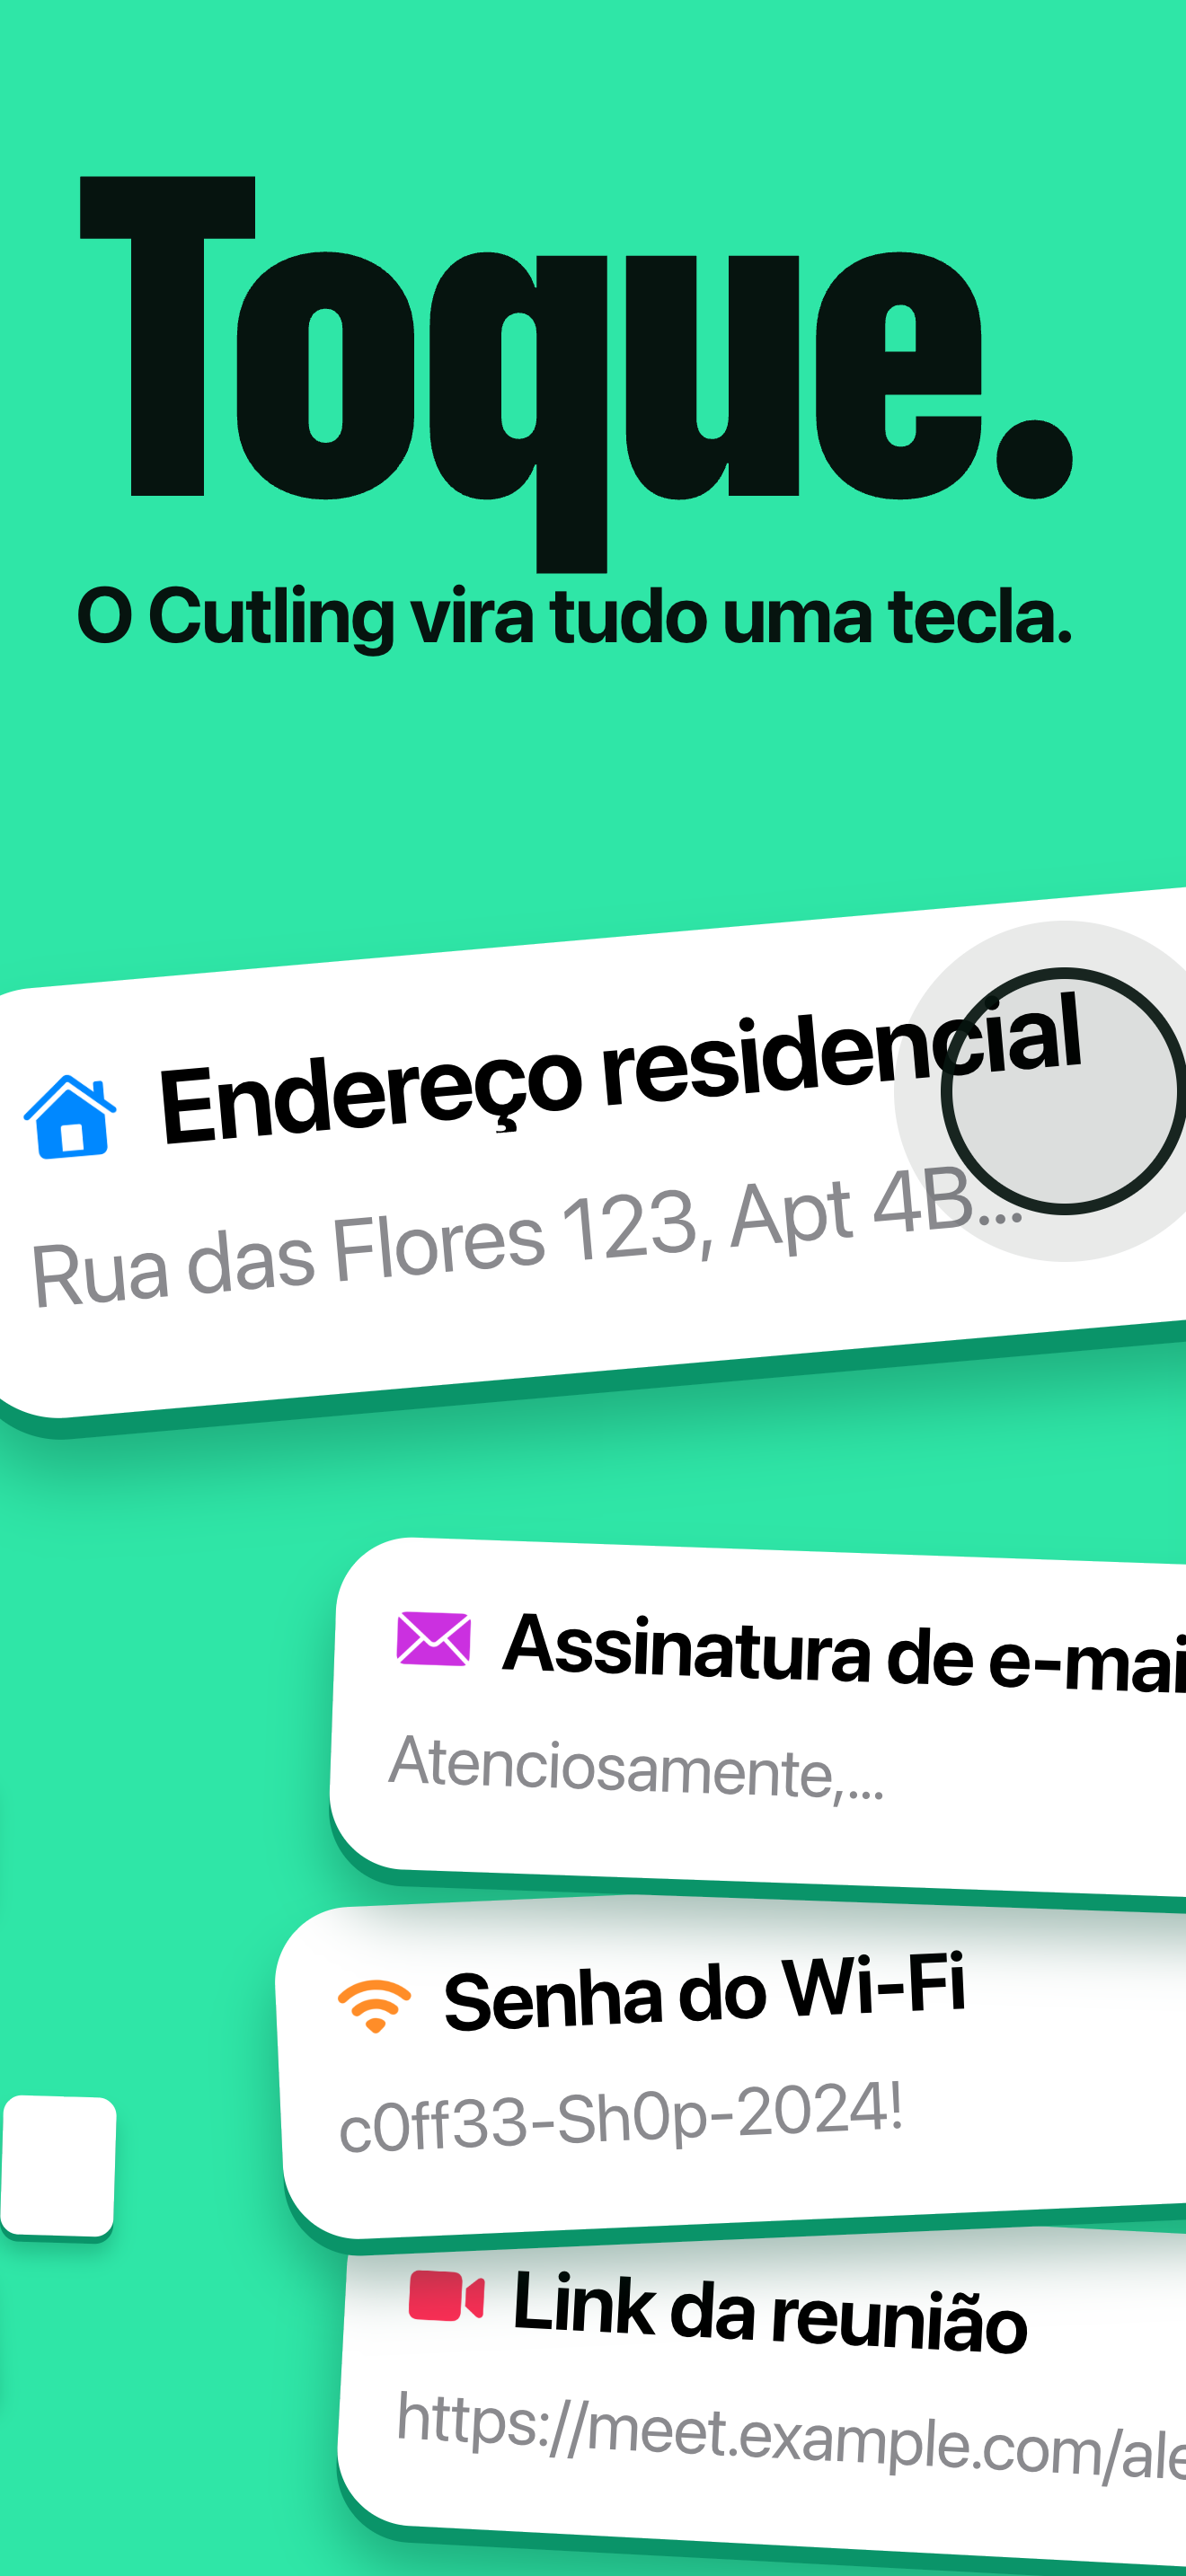 Toque.
O Cutling vira tudo uma tecla.
Endereço residencial
Rua das Flores 123, Apt 4B...
Assinatura de e-mai
Atenciosamente,...
Senha do Wi-Fi
c0ff33-Sh0p-2024!
Link da reunião
https://meet.example.com/ale